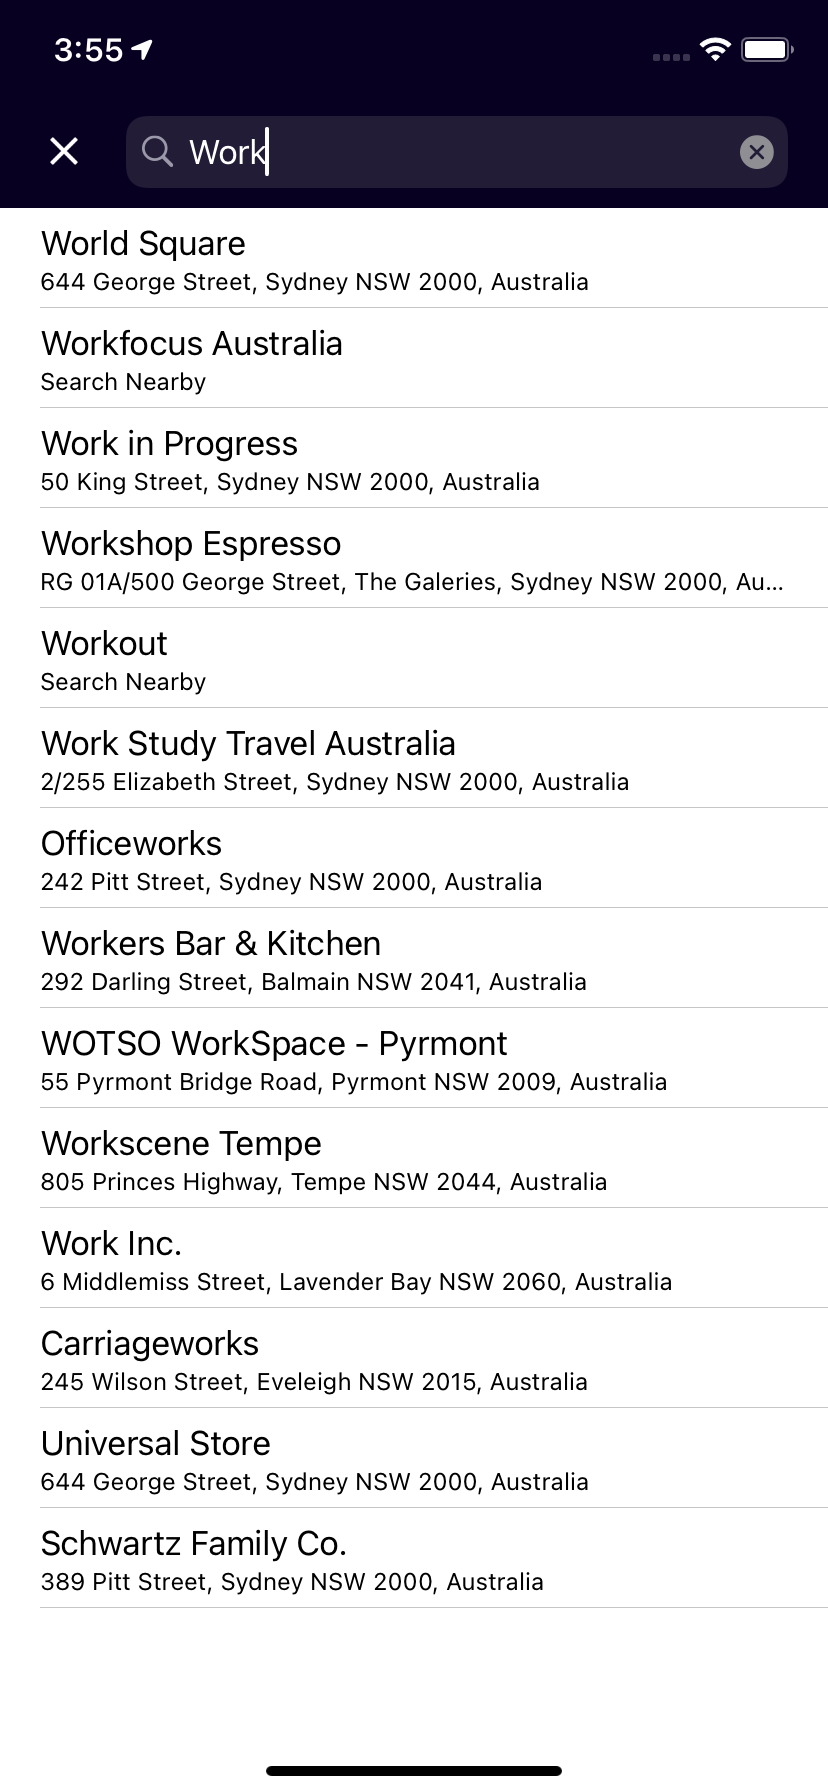 3:55
Work
World Square
644 George Street, Sydney NSW 2000, Australia
Workfocus Australia
Search Nearby
Work in Progress
50 King Street, Sydney NSW 2000, Australia
Workshop Espresso
RG 01A/500 George Street, The Galeries, Sydney NSW 2000, Au...
Workout
Search Nearby
Work Study Travel Australia
2/255 Elizabeth Street, Sydney NSW 2000, Australia
Officeworks
242 Pitt Street, Sydney NSW 2000, Australia
Workers Bar & Kitchen
292 Darling Street, Balmain NSW 2041, Australia
WOTSO WorkSpace - Pyrmont
55 Pyrmont Bridge Road, Pyrmont NSW 2009, Australia
Workscene Tempe
805 Princes Highway, Tempe NSW 2044, Australia
Work Inc.
6 Middlemiss Street, Lavender Bay NSW 2060, Australia
Carriageworks
245 Wilson Street, Eveleigh NSW 2015, Australia
Universal Store
644 George Street, Sydney NSW 2000, Australia
Schwartz Family Co.
389 Pitt Street, Sydney NSW 2000, Australia